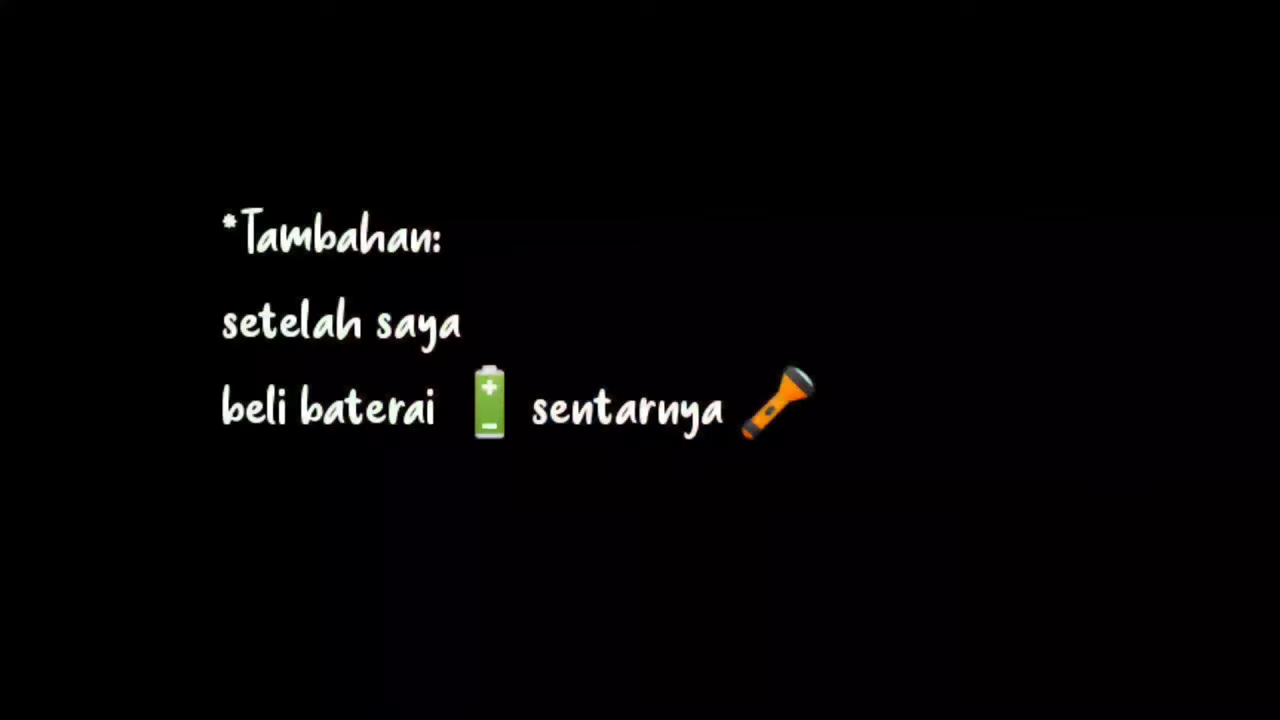 *Tambahan:
setelah saya
beli baterai 🔋 sentarnya 🔦